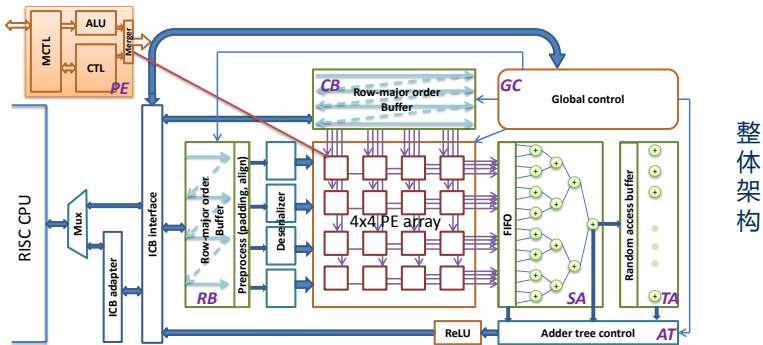 MCTL
ALU
CTL
Merger
PE
RISC CPU
Mux
ICB adapter
ICB interface
Row-major order
Buffer
RB
Preprocess (padding, align)
Deserializer
CB
Row-major order
Buffer
GC
Global control
4x4 PE array
FIFO
SA
Random access buffer
TA
ReLU
Adder tree control
AT
整体架构